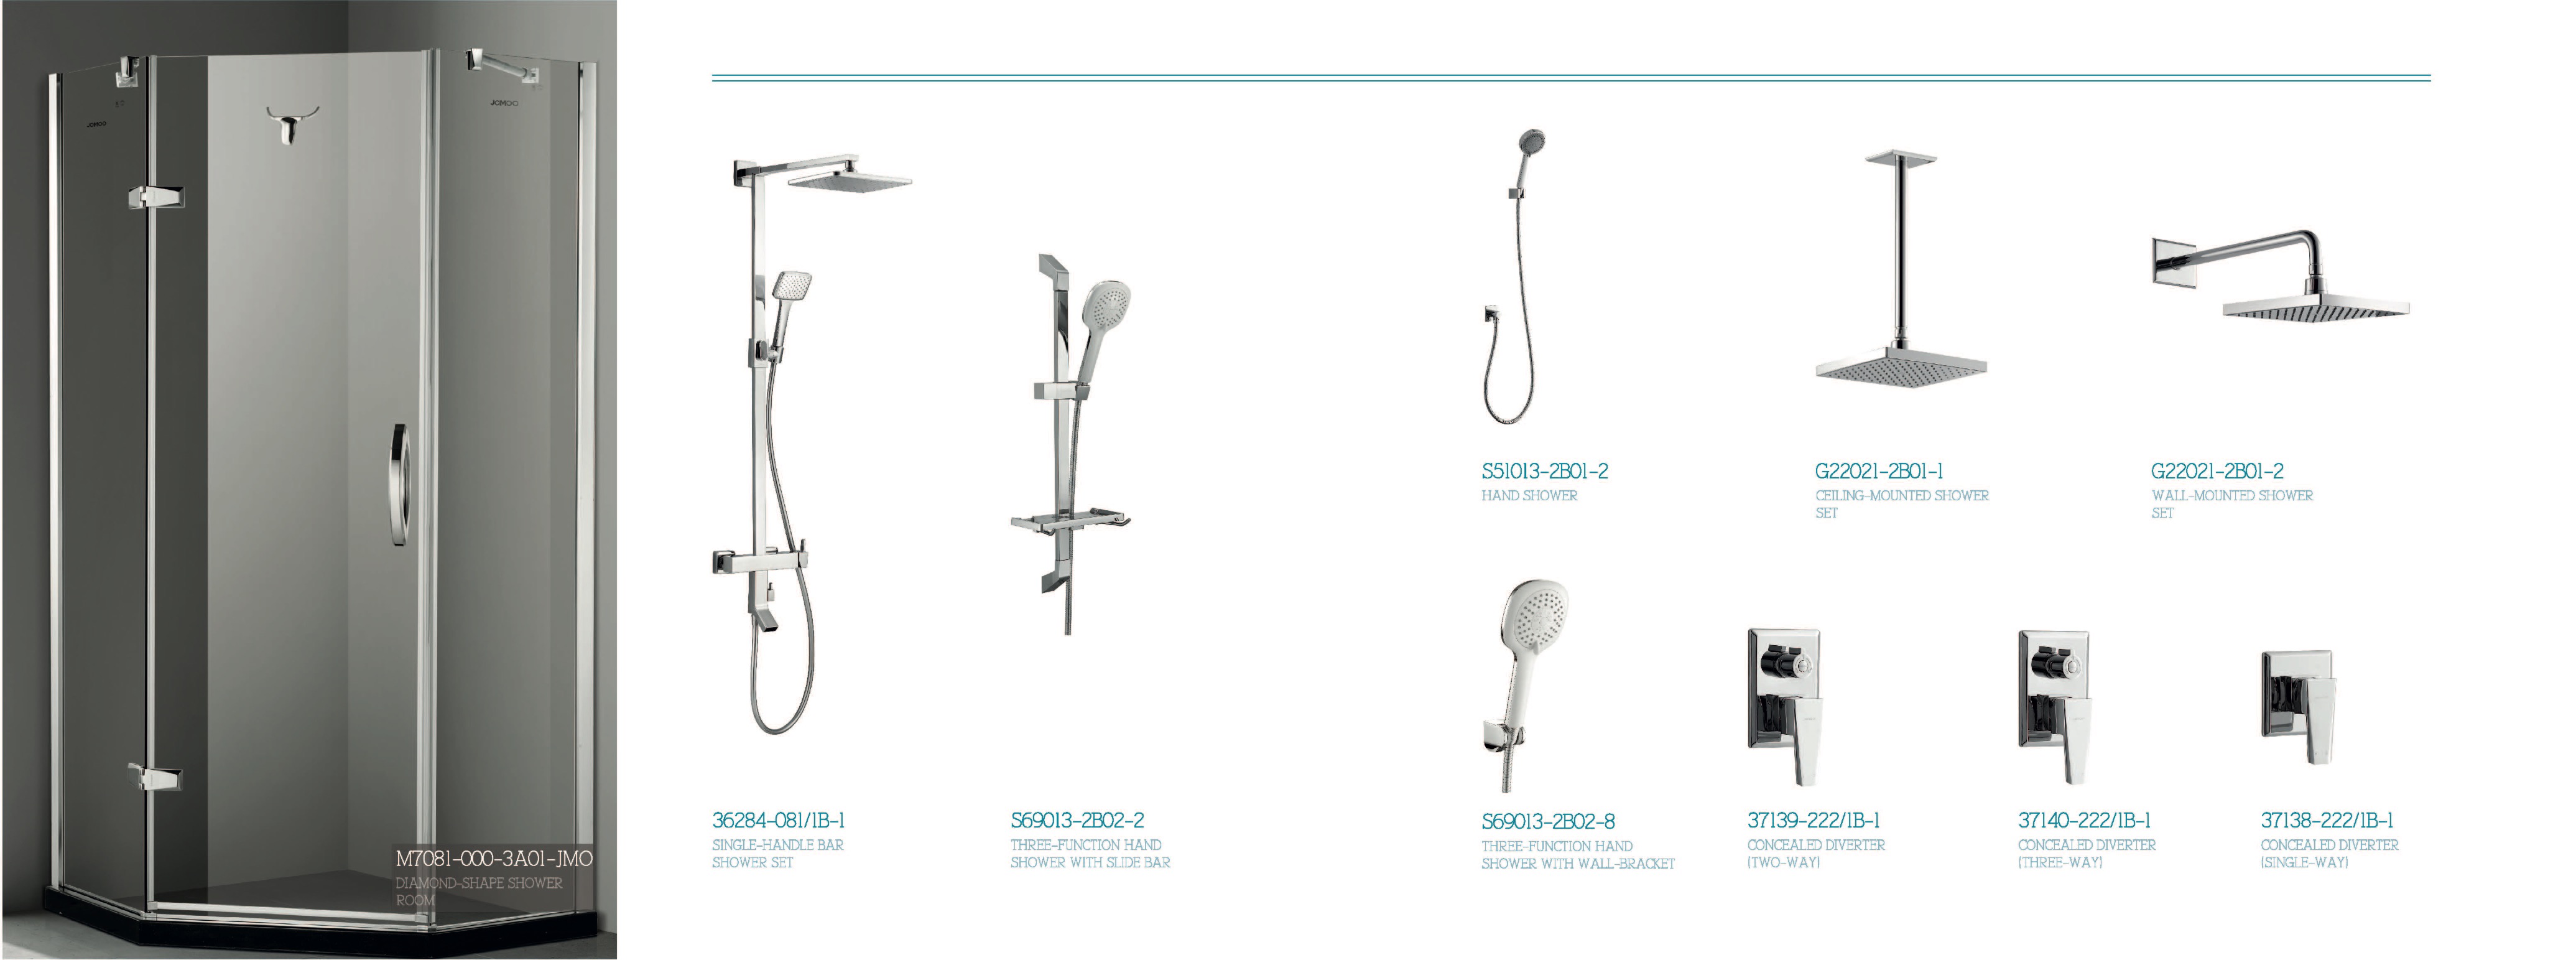 JOMOO
JOMOO
M7081-000-3A01-JMO
DIAMOND-SHAPE SHOWER
ROOM
36284-081/1B-1
SINGLE-HANDLE BAR
SHOWER SET
S69013-2B02-2
THREE-FUNCTION HAND
SHOWER WITH SLIDE BAR
S51013-2B01-2
HAND SHOWER
G22021-2B01-1
CEILING-MOUNTED SHOWER
SET
G22021-2B01-2
WALL-MOUNTED SHOWER
SET
S69013-2B02-8
THREE-FUNCTION HAND
SHOWER WITH WALL-BRACKET
37139-222/1B-1
CONCEALED DIVERTER
(TWO-WAY)
37140-222/1B-1
CONCEALED DIVERTER
(THREE-WAY)
37138-222/1B-1
CONCEALED DIVERTER
(SINGLE-WAY)